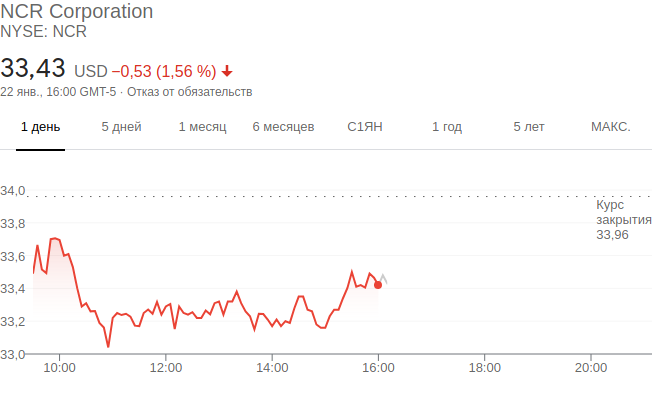 NCR Corporation
NYSE: NCR
33,43 USD −0,53 (1,56 %)
22 янв., 16:00 GMT-5 · Отказ от обязательств
1 день 5 дней 1 месяц 6 месяцев С1ЯН 1 год 5 лет МАКС.
34,0
Курс
33,8
закрытия
33,96
33,6
33,4
33,2
33,0
10:00 12:00 14:00 16:00 18:00 20:00